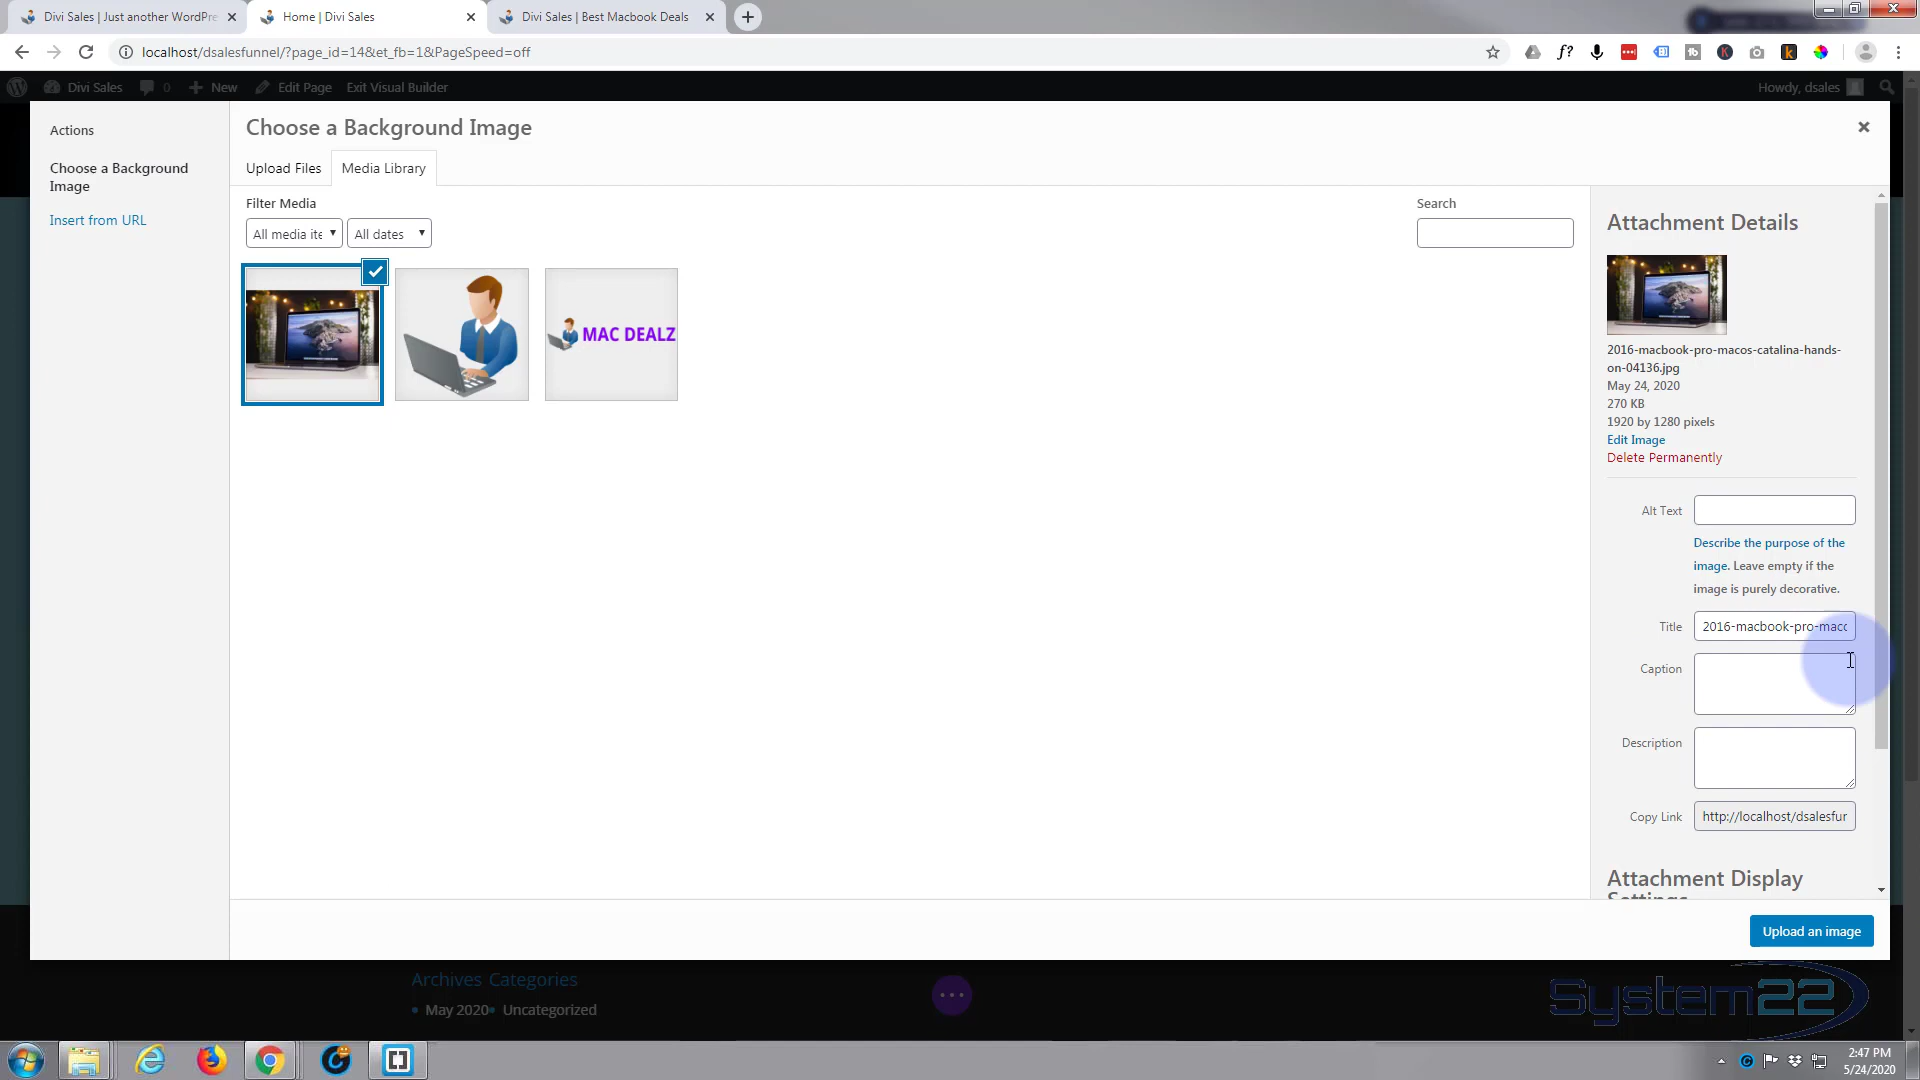 Divi Sales | Just another WordPre
Home | Divi Sales
Divi Sales | Best Macbook Deals
localhost/dsalesfunnel/?page_id=14&et_fb=1&PageSpeed=off
Divi Sales
0
New
Edit Page
Exit Visual Builder
Howdy, dsales
Actions
Choose a Background
Image
Insert from URL
Choose a Background Image
Upload Files
Media Library
Filter Media
All media ite
All dates
Search
MAC DEALZ
Attachment Details
2016-macbook-pro-macos-catalina-hands-
on-04136.jpg
May 24, 2020
270 KB
1920 by 1280 pixels
Edit Image
Delete Permanently
Alt Text
Describe the purpose of the
image. Leave empty if the
image is purely decorative.
Title
2016-macbook-pro-macc
Caption
Description
Copy Link
http://localhost/dsalesfur
Attachment Display
Settings
Upload an image
Archives Categories
May 2020
Uncategorized
System22
2:47 PM
5/24/2020